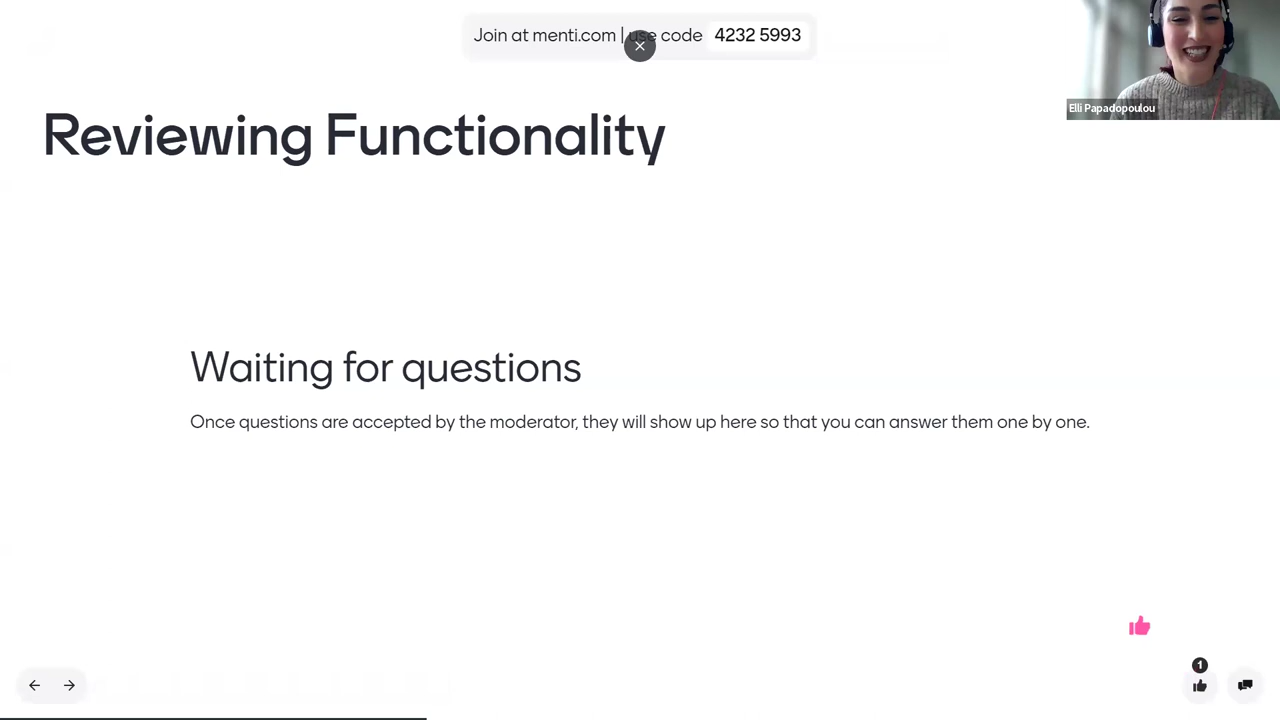 Join at menti.com | use code 4232 5993
Elli Papadopoulou
Reviewing Functionality
Waiting for questions
Once questions are accepted by the moderator, they will show up here so that you can answer them one by one.
1